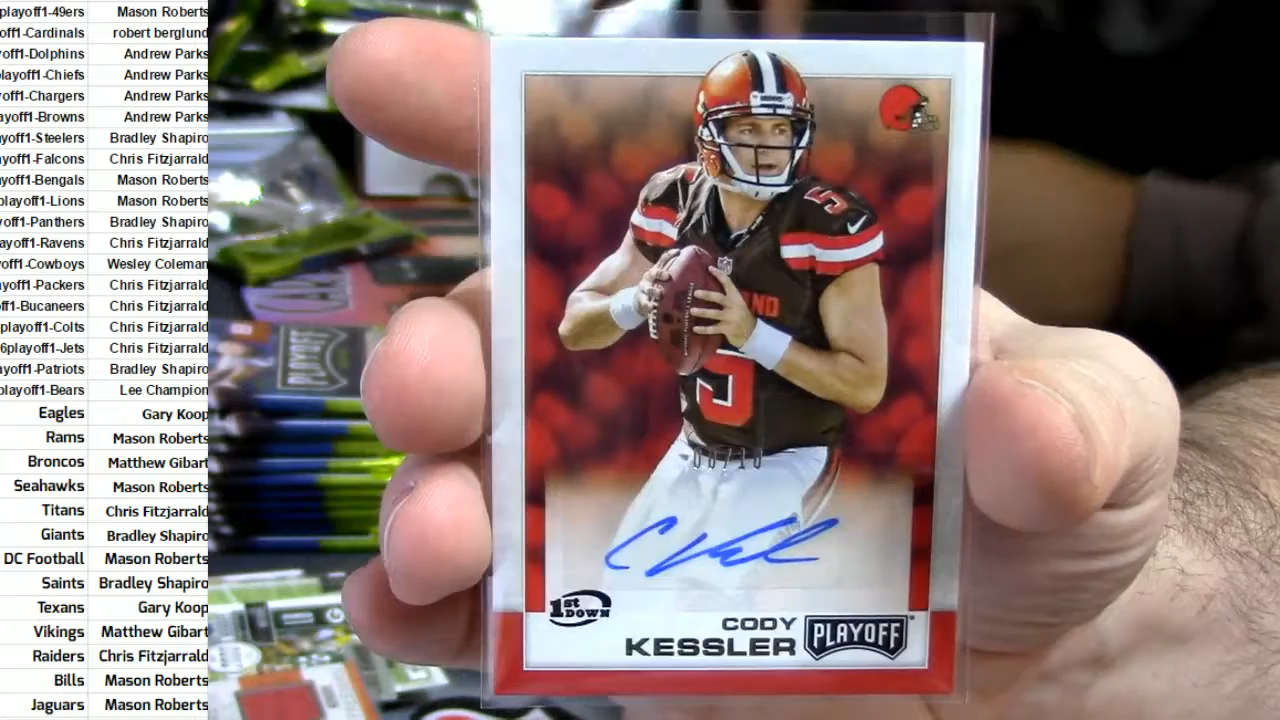 playoff1-49ers Mason Roberts
off1-Cardinals robert berglund
yoff1-Dolphins Andrew Parks
layoff1-Chiefs Andrew Parks
yoff1-Chargers Andrew Parks
ayoff1-Browns Andrew Parks
ayoff1-Steelers Bradley Shapiro
ayoff1-Falcons Chris Fitzjarrald
ayoff1-Bengals Mason Roberts
playoff1-Lions Mason Roberts
yoff1-Panthers Bradley Shapiro
ayoff1-Ravens Chris Fitzjarrald
yoff1-Cowboys Wesley Coleman
ayoff1-Packers Chris Fitzjarrald
off1-Bucaneers Chris Fitzjarrald
playoff1-Colts Chris Fitzjarrald
6playoff1-Jets Chris Fitzjarrald
ayoff1-Patriots Bradley Shapiro
playoff1-Bears Lee Champion
Eagles Gary Koop
Rams Mason Roberts
Broncos Matthew Gibart
Seahawks Mason Roberts
Titans Chris Fitzjarrald
Giants Bradley Shapiro
DC Football Mason Roberts
Saints Bradley Shapiro
Texans Gary Koop
Vikings Matthew Gibart
Raiders Chris Fitzjarrald
Bills Mason Roberts
Jaguars Mason Roberts
PLAYOFF
5
AND
5
1st DOWN
CODY
KESSLER PLAYOFF